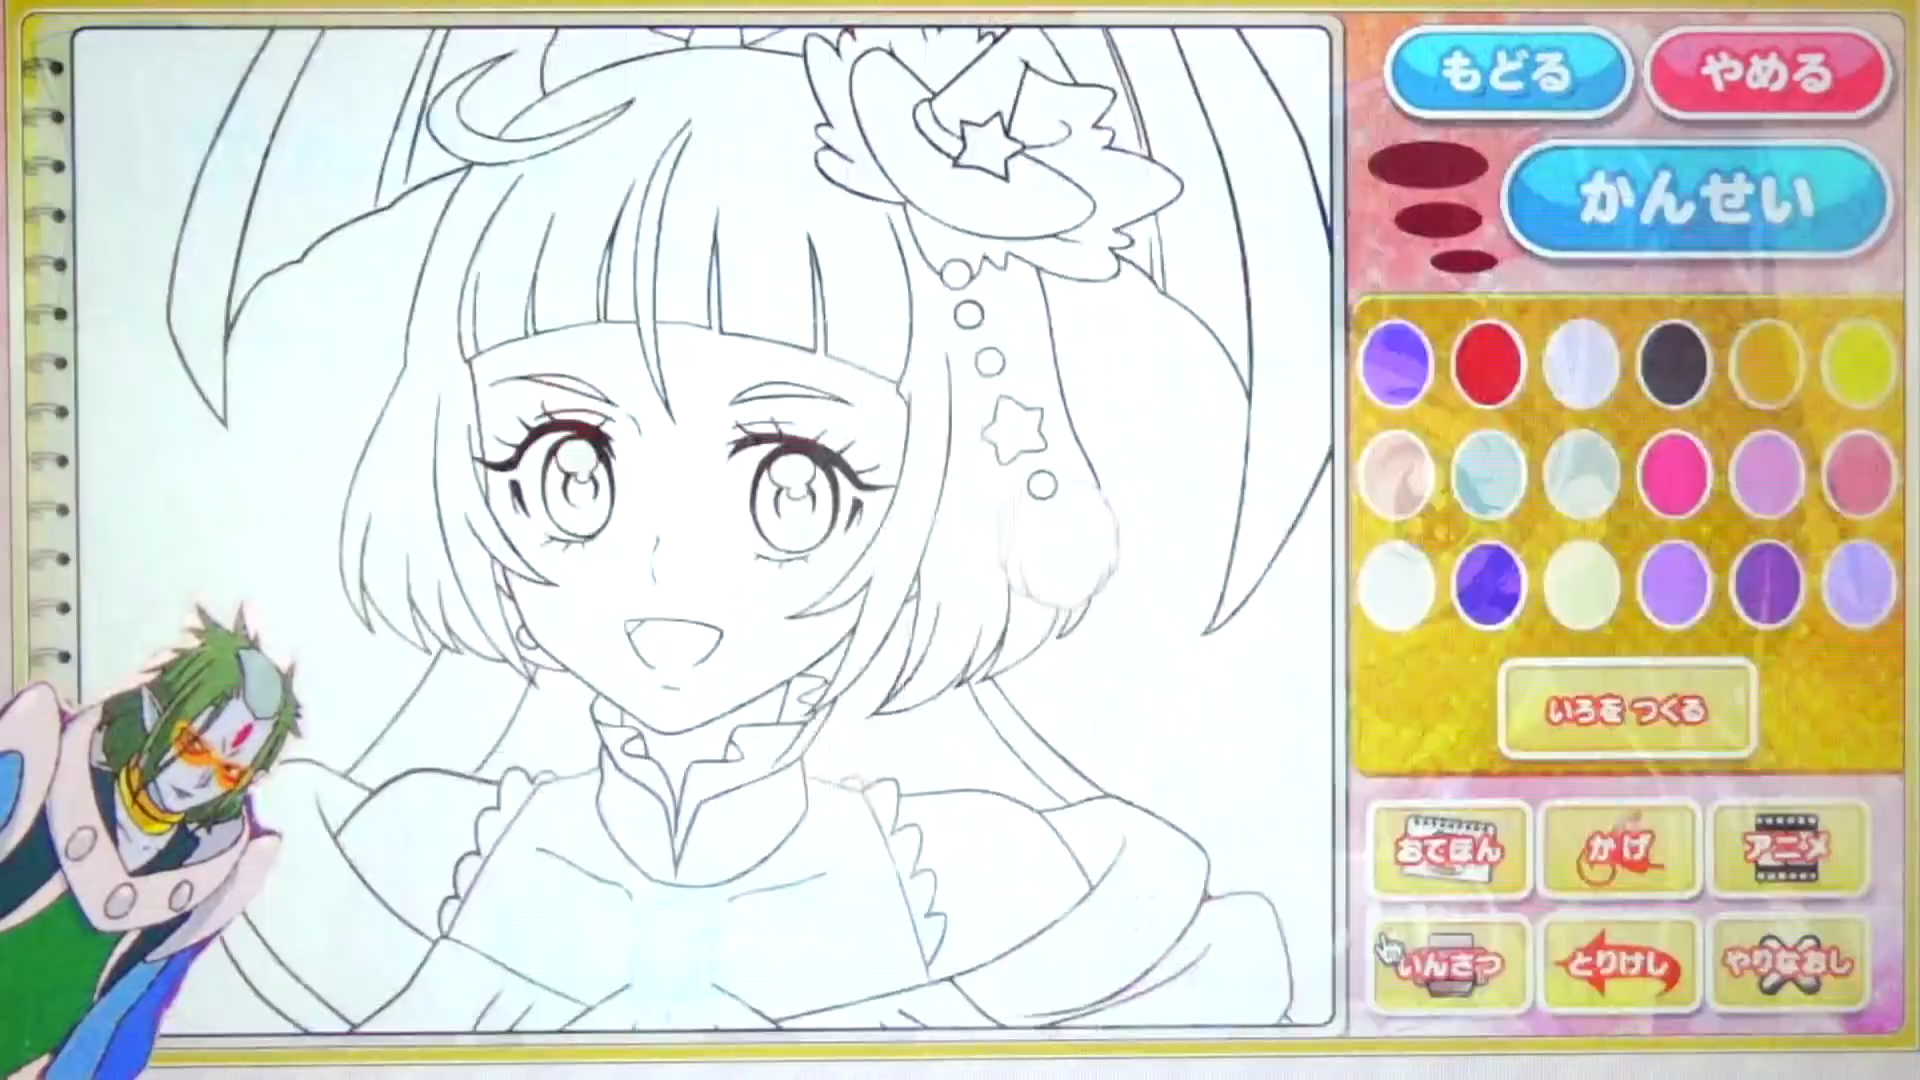 もどる
やめる
かんせい
いろを つくる
おてほん
かげ
アニメ
いんさつ
とりけし
やりなおし